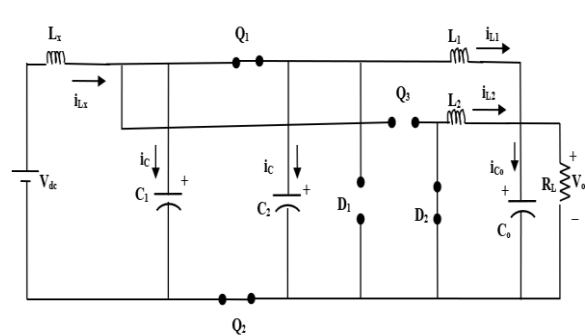 Lx
Q1
L1
iL1
iLx
Q3
L2
iL2
Vdc
iC
C1
+
iC
C2
+
D1
D2
iCo
+
Co
RL
+
Vo
−
Q2